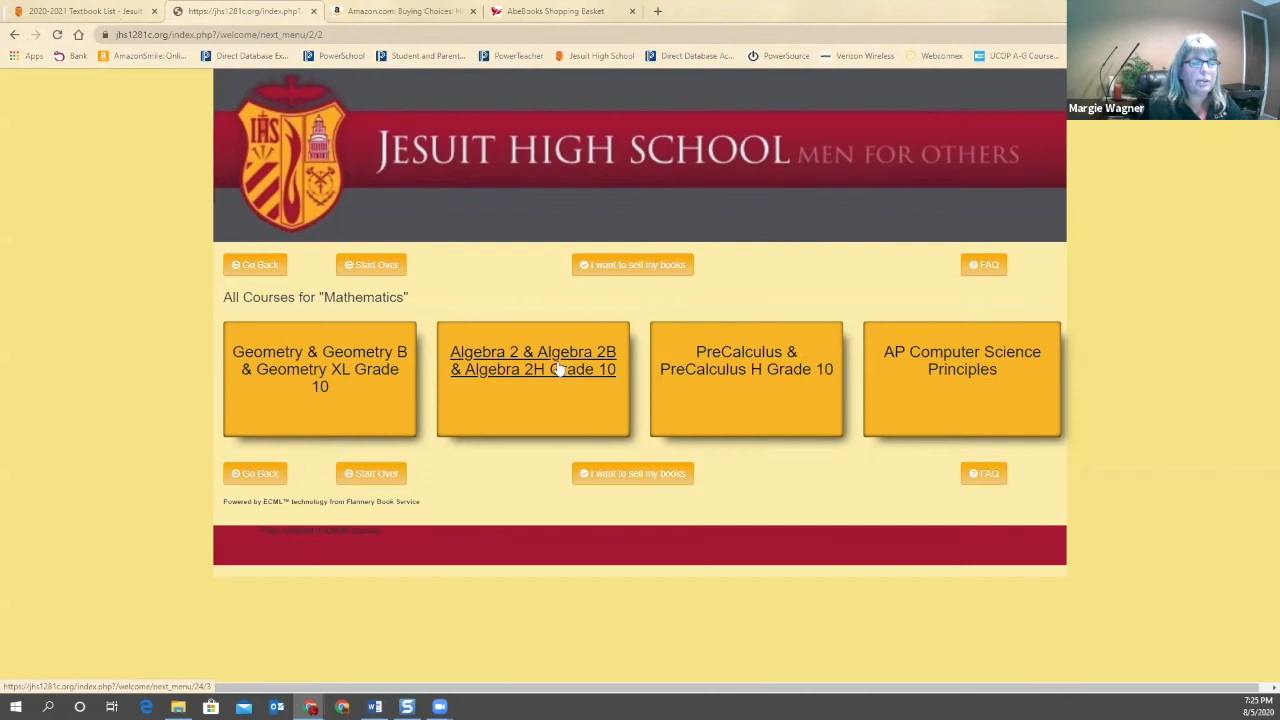 2020-2021 Textbook List - Jesuit
https://jhs1281c.org/index.php?
Amazon.com: Buying Choices: H
AbeBooks Shopping Basket
jhs1281c.org/index.php?/welcome/next_menu/2/2
Apps
Bank
AmazonSmile: Onli...
Direct Database Ex...
PowerSchool
Student and Parent...
PowerTeacher
Jesuit High School
Direct Database Ac...
PowerSource
Verizon Wireless
Webconnex
UCOP A-G Course...
Margie Wagner
IHS
JESUIT HIGH SCHOOL MEN FOR OTHERS
Go Back
Start Over
I want to sell my books
FAQ
All Courses for "Mathematics"
Geometry & Geometry B
& Geometry XL Grade
10
Algebra 2 & Algebra 2B
& Algebra 2H Grade 10
PreCalculus &
PreCalculus H Grade 10
AP Computer Science
Principles
Go Back
Start Over
I want to sell my books
FAQ
Powered by ECML™ technology from Flannery Book Service
https://jhs1281c.org/index.php?/welcome/next_menu/24/3
7:25 PM
8/5/2020